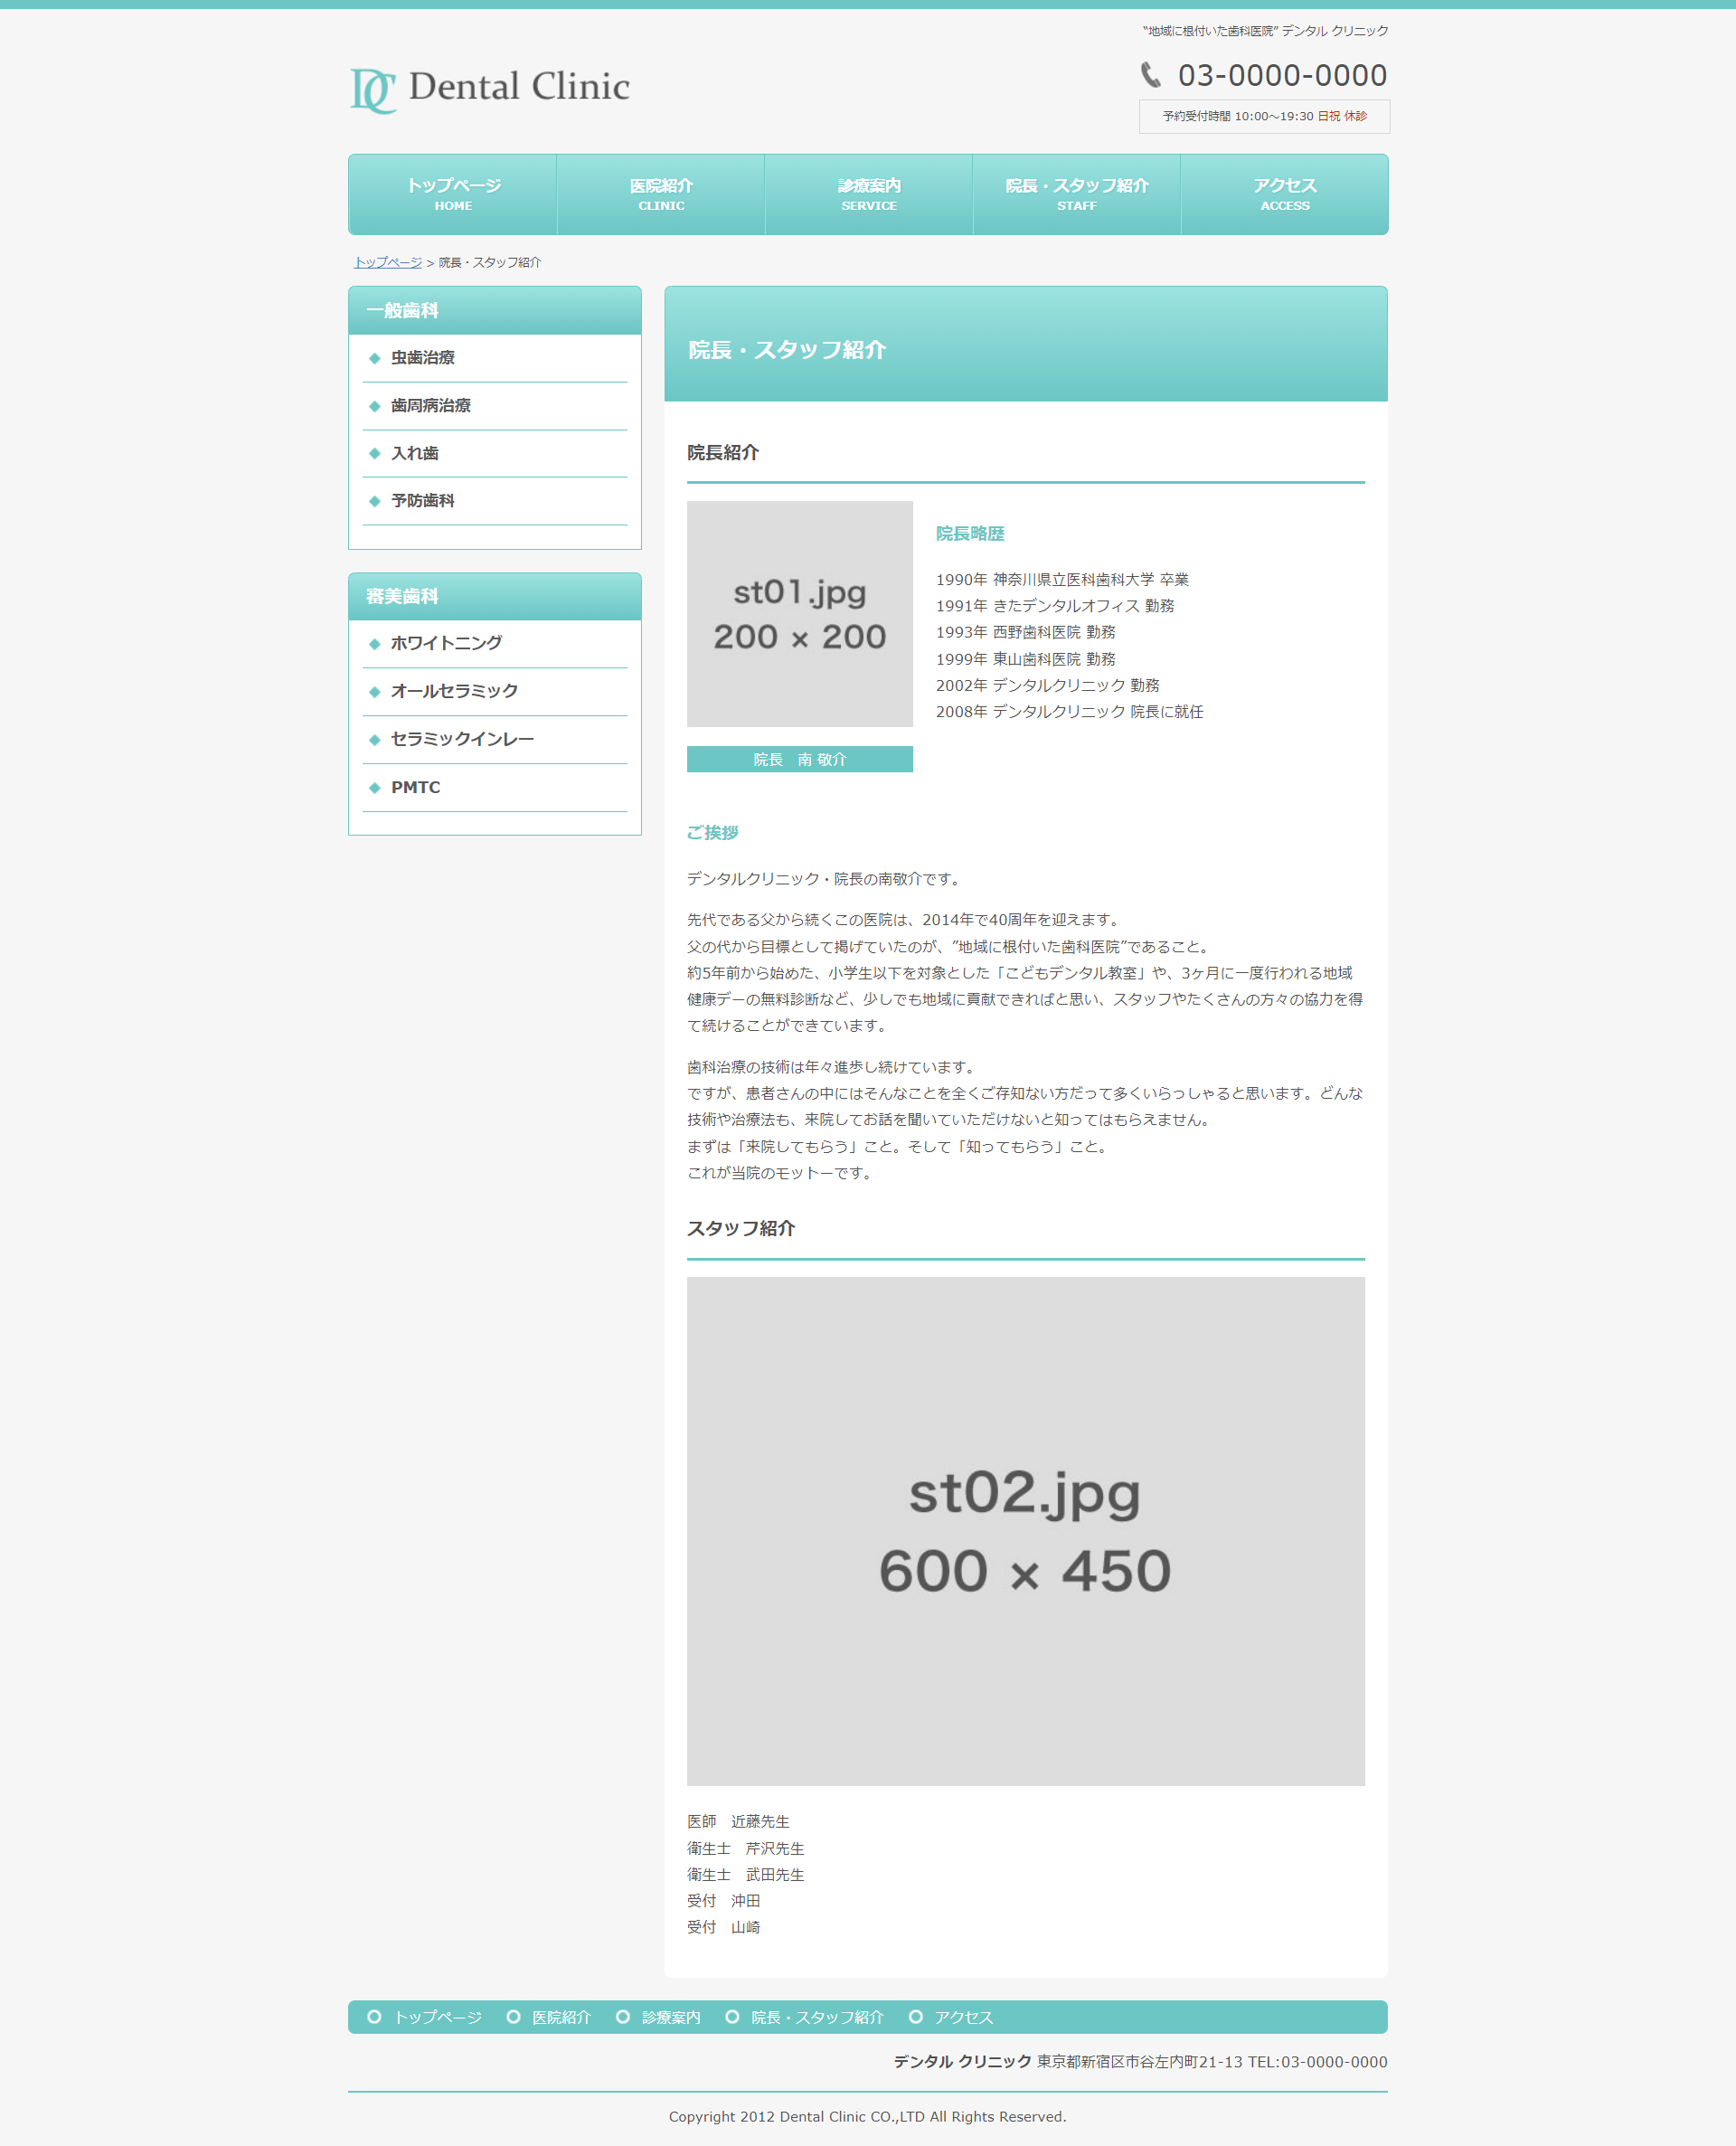 “地域に根付いた歯科医院” デンタル クリニック
DC Dental Clinic
03-0000-0000
予約受付時間 10:00～19:30 日祝 休診
トップページ
HOME
医院紹介
CLINIC
診療案内
SERVICE
院長・スタッフ紹介
STAFF
アクセス
ACCESS
トップページ > 院長・スタッフ紹介
一般歯科
虫歯治療
歯周病治療
入れ歯
予防歯科
審美歯科
ホワイトニング
オールセラミック
セラミックインレー
PMTC
院長・スタッフ紹介
院長紹介
st01.jpg
200 × 200
院長　南 敬介
院長略歴
1990年 神奈川県立医科歯科大学 卒業
1991年 きたデンタルオフィス 勤務
1993年 西野歯科医院 勤務
1999年 東山歯科医院 勤務
2002年 デンタルクリニック 勤務
2008年 デンタルクリニック 院長に就任
ご挨拶
デンタルクリニック・院長の南敬介です。
先代である父から続くこの医院は、2014年で40周年を迎えます。
父の代から目標として掲げていたのが、”地域に根付いた歯科医院”であること。
約5年前から始めた、小学生以下を対象とした「こどもデンタル教室」や、3ヶ月に一度行われる地域
健康デーの無料診断など、少しでも地域に貢献できればと思い、スタッフやたくさんの方々の協力を得
て続けることができています。
歯科治療の技術は年々進歩し続けています。
ですが、患者さんの中にはそんなことを全くご存知ない方だって多くいらっしゃると思います。どんな
技術や治療法も、来院してお話を聞いていただけないと知ってはもらえません。
まずは「来院してもらう」こと。そして「知ってもらう」こと。
これが当院のモットーです。
スタッフ紹介
st02.jpg
600 × 450
医師　近藤先生
衛生士　芹沢先生
衛生士　武田先生
受付　沖田
受付　山崎
トップページ 医院紹介 診療案内 院長・スタッフ紹介 アクセス
デンタル クリニック 東京都新宿区市谷左内町21-13 TEL:03-0000-0000
Copyright 2012 Dental Clinic CO.,LTD All Rights Reserved.